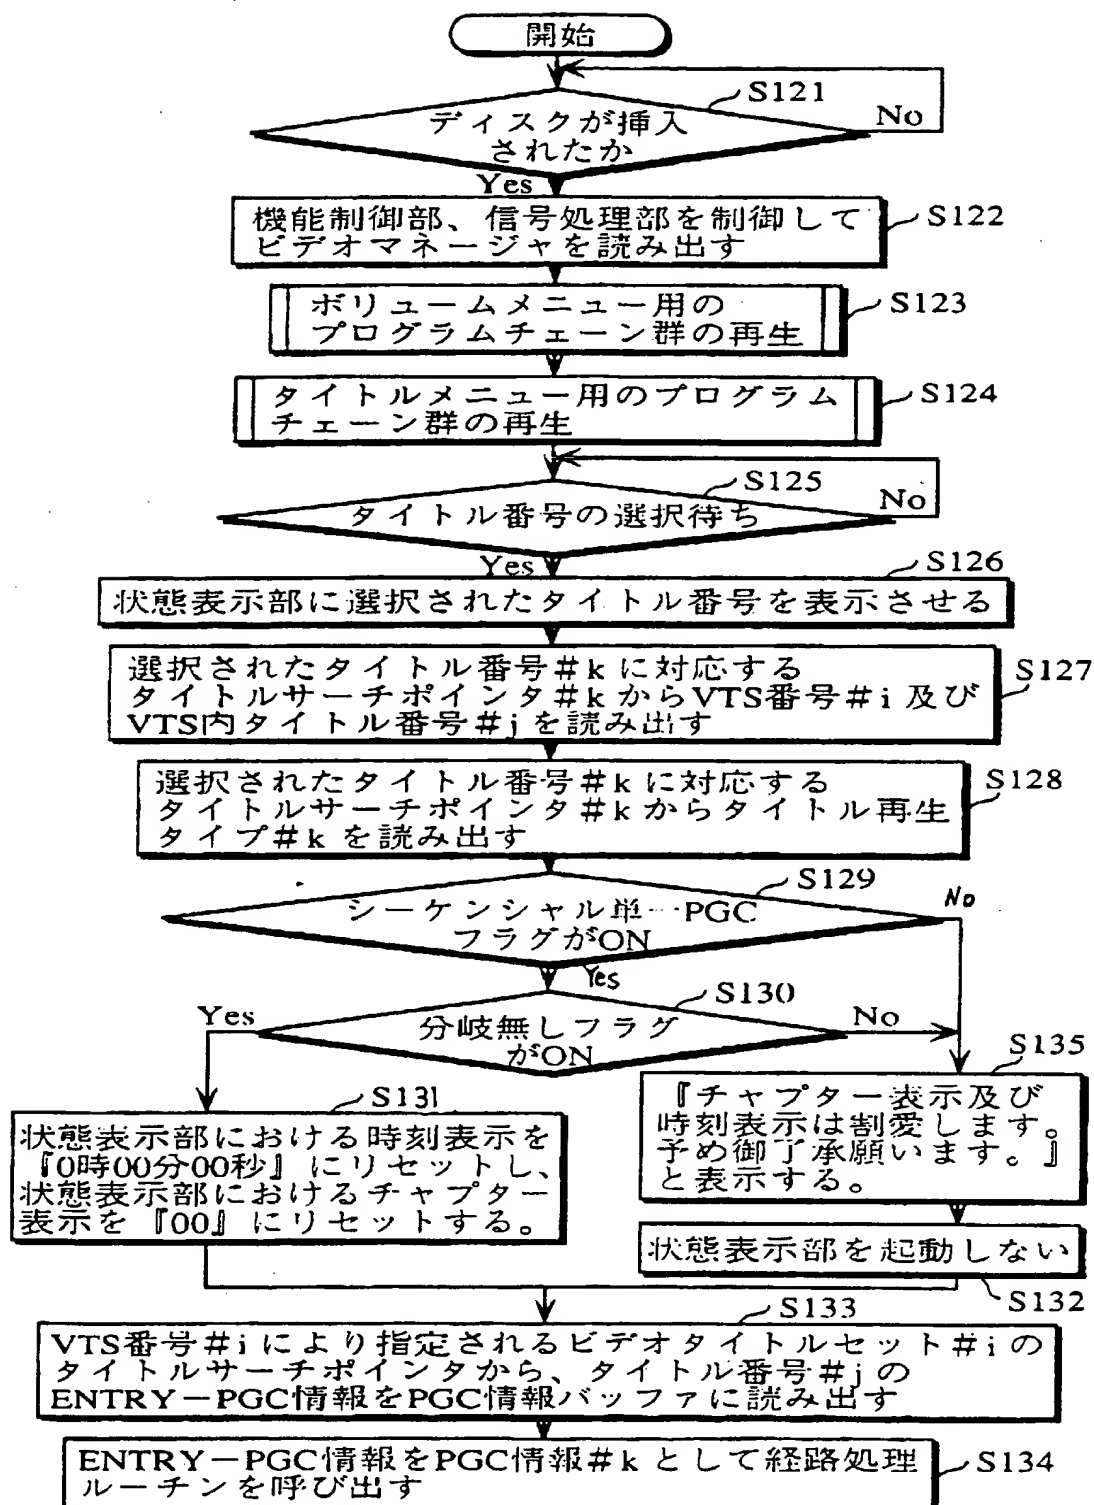 開始
S121
ディスクが挿入
されたか
No
Yes
機能制御部、信号処理部を制御して
ビデオマネージャを読み出す
S122
ボリュームメニュー用の
プログラムチェーン群の再生
S123
タイトルメニュー用のプログラム
チェーン群の再生
S124
S125
タイトル番号の選択待ち
No
Yes
S126
状態表示部に選択されたタイトル番号を表示させる
選択されたタイトル番号#kに対応する
タイトルサーチポインタ#kからVTS番号#i及び
VTS内タイトル番号#jを読み出す
S127
選択されたタイトル番号#kに対応する
タイトルサーチポインタ#kからタイトル再生
タイプ#kを読み出す
S128
S129
シーケンシャル単一PGC
フラグがON
No
Yes
S130
分岐無しフラグ
がON
Yes
No
S131
状態表示部における時刻表示を
『0時00分00秒』にリセットし、
状態表示部におけるチャプター
表示を『00』にリセットする。
S135
『チャプター表示及び
時刻表示は割愛します。
予め御了承願います。』
と表示する。
状態表示部を起動しない
S132
S133
VTS番号#iにより指定されるビデオタイトルセット#iの
タイトルサーチポインタから、タイトル番号#jの
ENTRY－PGC情報をPGC情報バッファに読み出す
ENTRY－PGC情報をPGC情報#kとして経路処理
ルーチンを呼び出す
S134